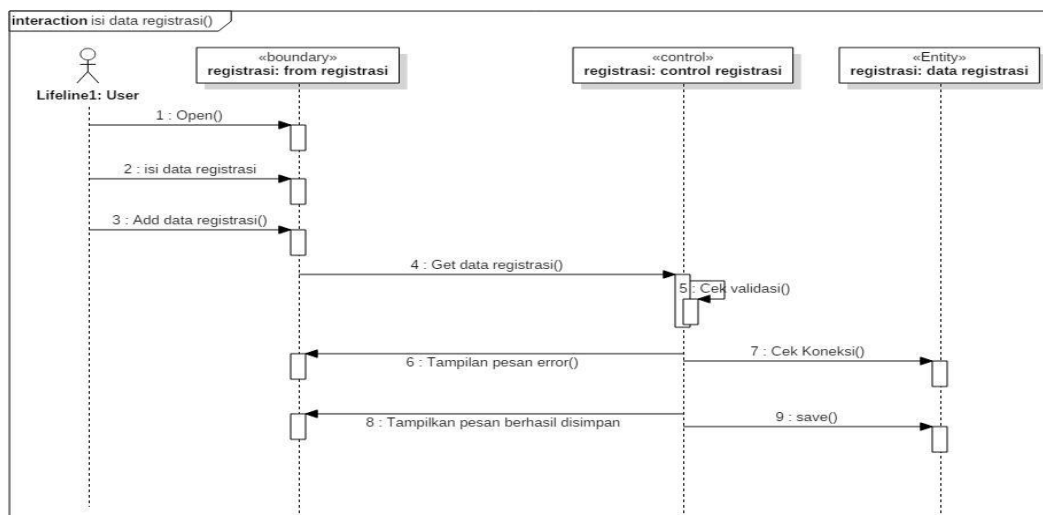 interaction isi data registrasi()
«boundary»
registrasi: from registrasi
«control»
registrasi: control registrasi
«Entity»
registrasi: data registrasi
Lifeline1: User
1 : Open()
2 : isi data registrasi
3 : Add data registrasi()
4 : Get data registrasi()
5 : Cek validasi()
6 : Tampilan pesan error()
7 : Cek Koneksi()
8 : Tampilkan pesan berhasil disimpan
9 : save()